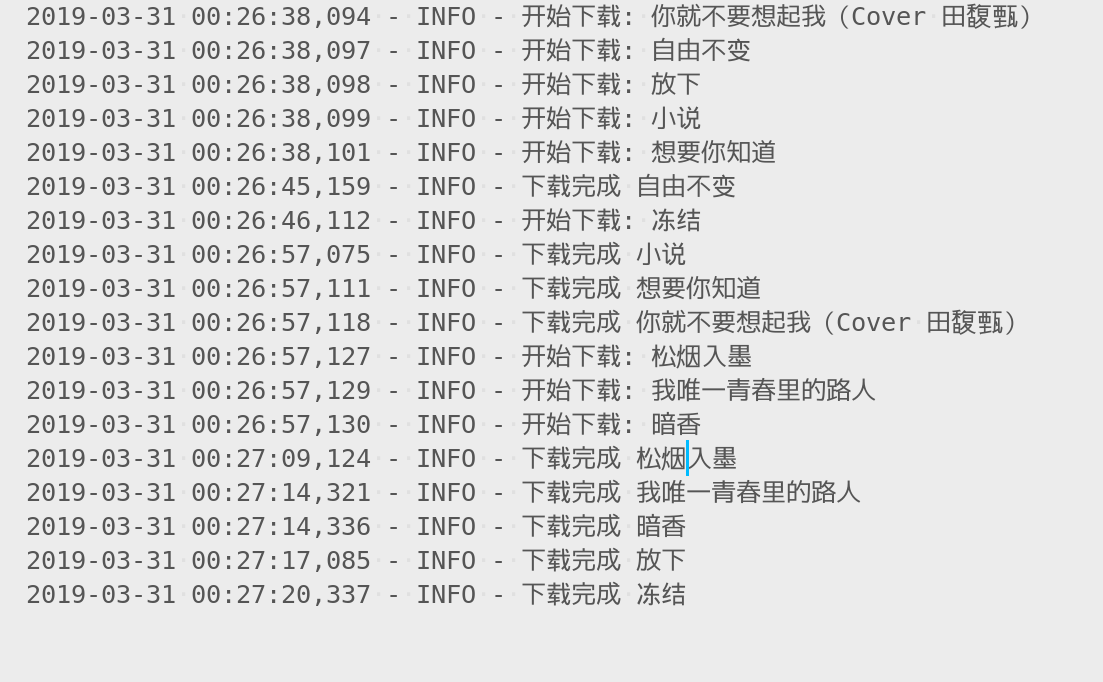 2019-03-31 00:26:38,094 - INFO - 开始下载: 你就不要想起我（Cover 田馥甄）
2019-03-31 00:26:38,097 - INFO - 开始下载: 自由不变
2019-03-31 00:26:38,098 - INFO - 开始下载: 放下
2019-03-31 00:26:38,099 - INFO - 开始下载: 小说
2019-03-31 00:26:38,101 - INFO - 开始下载: 想要你知道
2019-03-31 00:26:45,159 - INFO - 下载完成 自由不变
2019-03-31 00:26:46,112 - INFO - 开始下载: 冻结
2019-03-31 00:26:57,075 - INFO - 下载完成 小说
2019-03-31 00:26:57,111 - INFO - 下载完成 想要你知道
2019-03-31 00:26:57,118 - INFO - 下载完成 你就不要想起我（Cover 田馥甄）
2019-03-31 00:26:57,127 - INFO - 开始下载: 松烟入墨
2019-03-31 00:26:57,129 - INFO - 开始下载: 我唯一青春里的路人
2019-03-31 00:26:57,130 - INFO - 开始下载: 暗香
2019-03-31 00:27:09,124 - INFO - 下载完成 松烟入墨
2019-03-31 00:27:14,321 - INFO - 下载完成 我唯一青春里的路人
2019-03-31 00:27:14,336 - INFO - 下载完成 暗香
2019-03-31 00:27:17,085 - INFO - 下载完成 放下
2019-03-31 00:27:20,337 - INFO - 下载完成 冻结